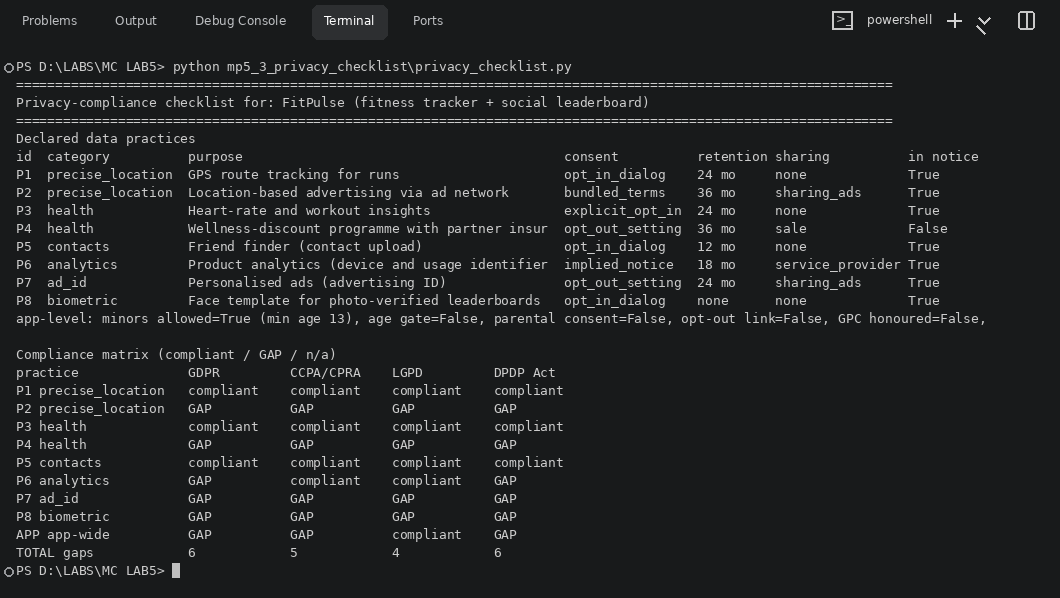 Problems Output Debug Console Terminal Ports powershell
PS D:\LABS\MC LAB5> python mp5_3_privacy_checklist\privacy_checklist.py
================================================================================================================
Privacy-compliance checklist for: FitPulse (fitness tracker + social leaderboard)
================================================================================================================
Declared data practices
id  category          purpose                                         consent          retention sharing          in notice
P1  precise_location  GPS route tracking for runs                     opt_in_dialog    24 mo     none             True
P2  precise_location  Location-based advertising via ad network       bundled_terms    36 mo     sharing_ads      True
P3  health            Heart-rate and workout insights                 explicit_opt_in  24 mo     none             True
P4  health            Wellness-discount programme with partner insur  opt_out_setting  36 mo     sale             False
P5  contacts          Friend finder (contact upload)                  opt_in_dialog    12 mo     none             True
P6  analytics         Product analytics (device and usage identifier  implied_notice   18 mo     service_provider True
P7  ad_id             Personalised ads (advertising ID)               opt_out_setting  24 mo     sharing_ads      True
P8  biometric         Face template for photo-verified leaderboards   opt_in_dialog    none      none             True
app-level: minors allowed=True (min age 13), age gate=False, parental consent=False, opt-out link=False, GPC honoured=False,
Compliance matrix (compliant / GAP / n/a)
practice              GDPR         CCPA/CPRA    LGPD         DPDP Act
P1 precise_location   compliant    compliant    compliant    compliant
P2 precise_location   GAP          GAP          GAP          GAP
P3 health             compliant    compliant    compliant    compliant
P4 health             GAP          GAP          GAP          GAP
P5 contacts           compliant    compliant    compliant    compliant
P6 analytics          GAP          compliant    compliant    GAP
P7 ad_id              GAP          GAP          GAP          GAP
P8 biometric          GAP          GAP          GAP          GAP
APP app-wide          GAP          GAP          compliant    GAP
TOTAL gaps            6            5            4            6
PS D:\LABS\MC LAB5>